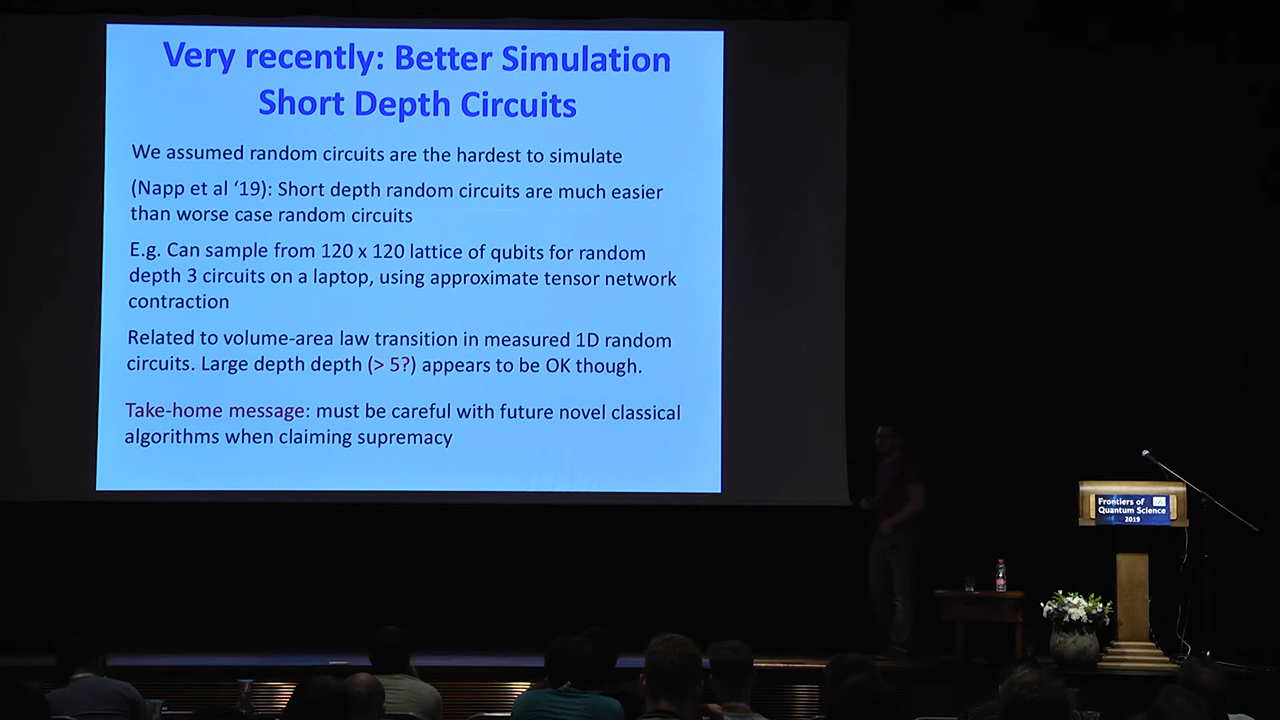 Very recently: Better Simulation
Short Depth Circuits
We assumed random circuits are the hardest to simulate
(Napp et al ‘19): Short depth random circuits are much easier
than worse case random circuits
E.g. Can sample from 120 x 120 lattice of qubits for random
depth 3 circuits on a laptop, using approximate tensor network
contraction
Related to volume-area law transition in measured 1D random
circuits. Large depth depth (> 5?) appears to be OK though.
Take-home message: must be careful with future novel classical
algorithms when claiming supremacy
Frontiers of
Quantum Science
2019